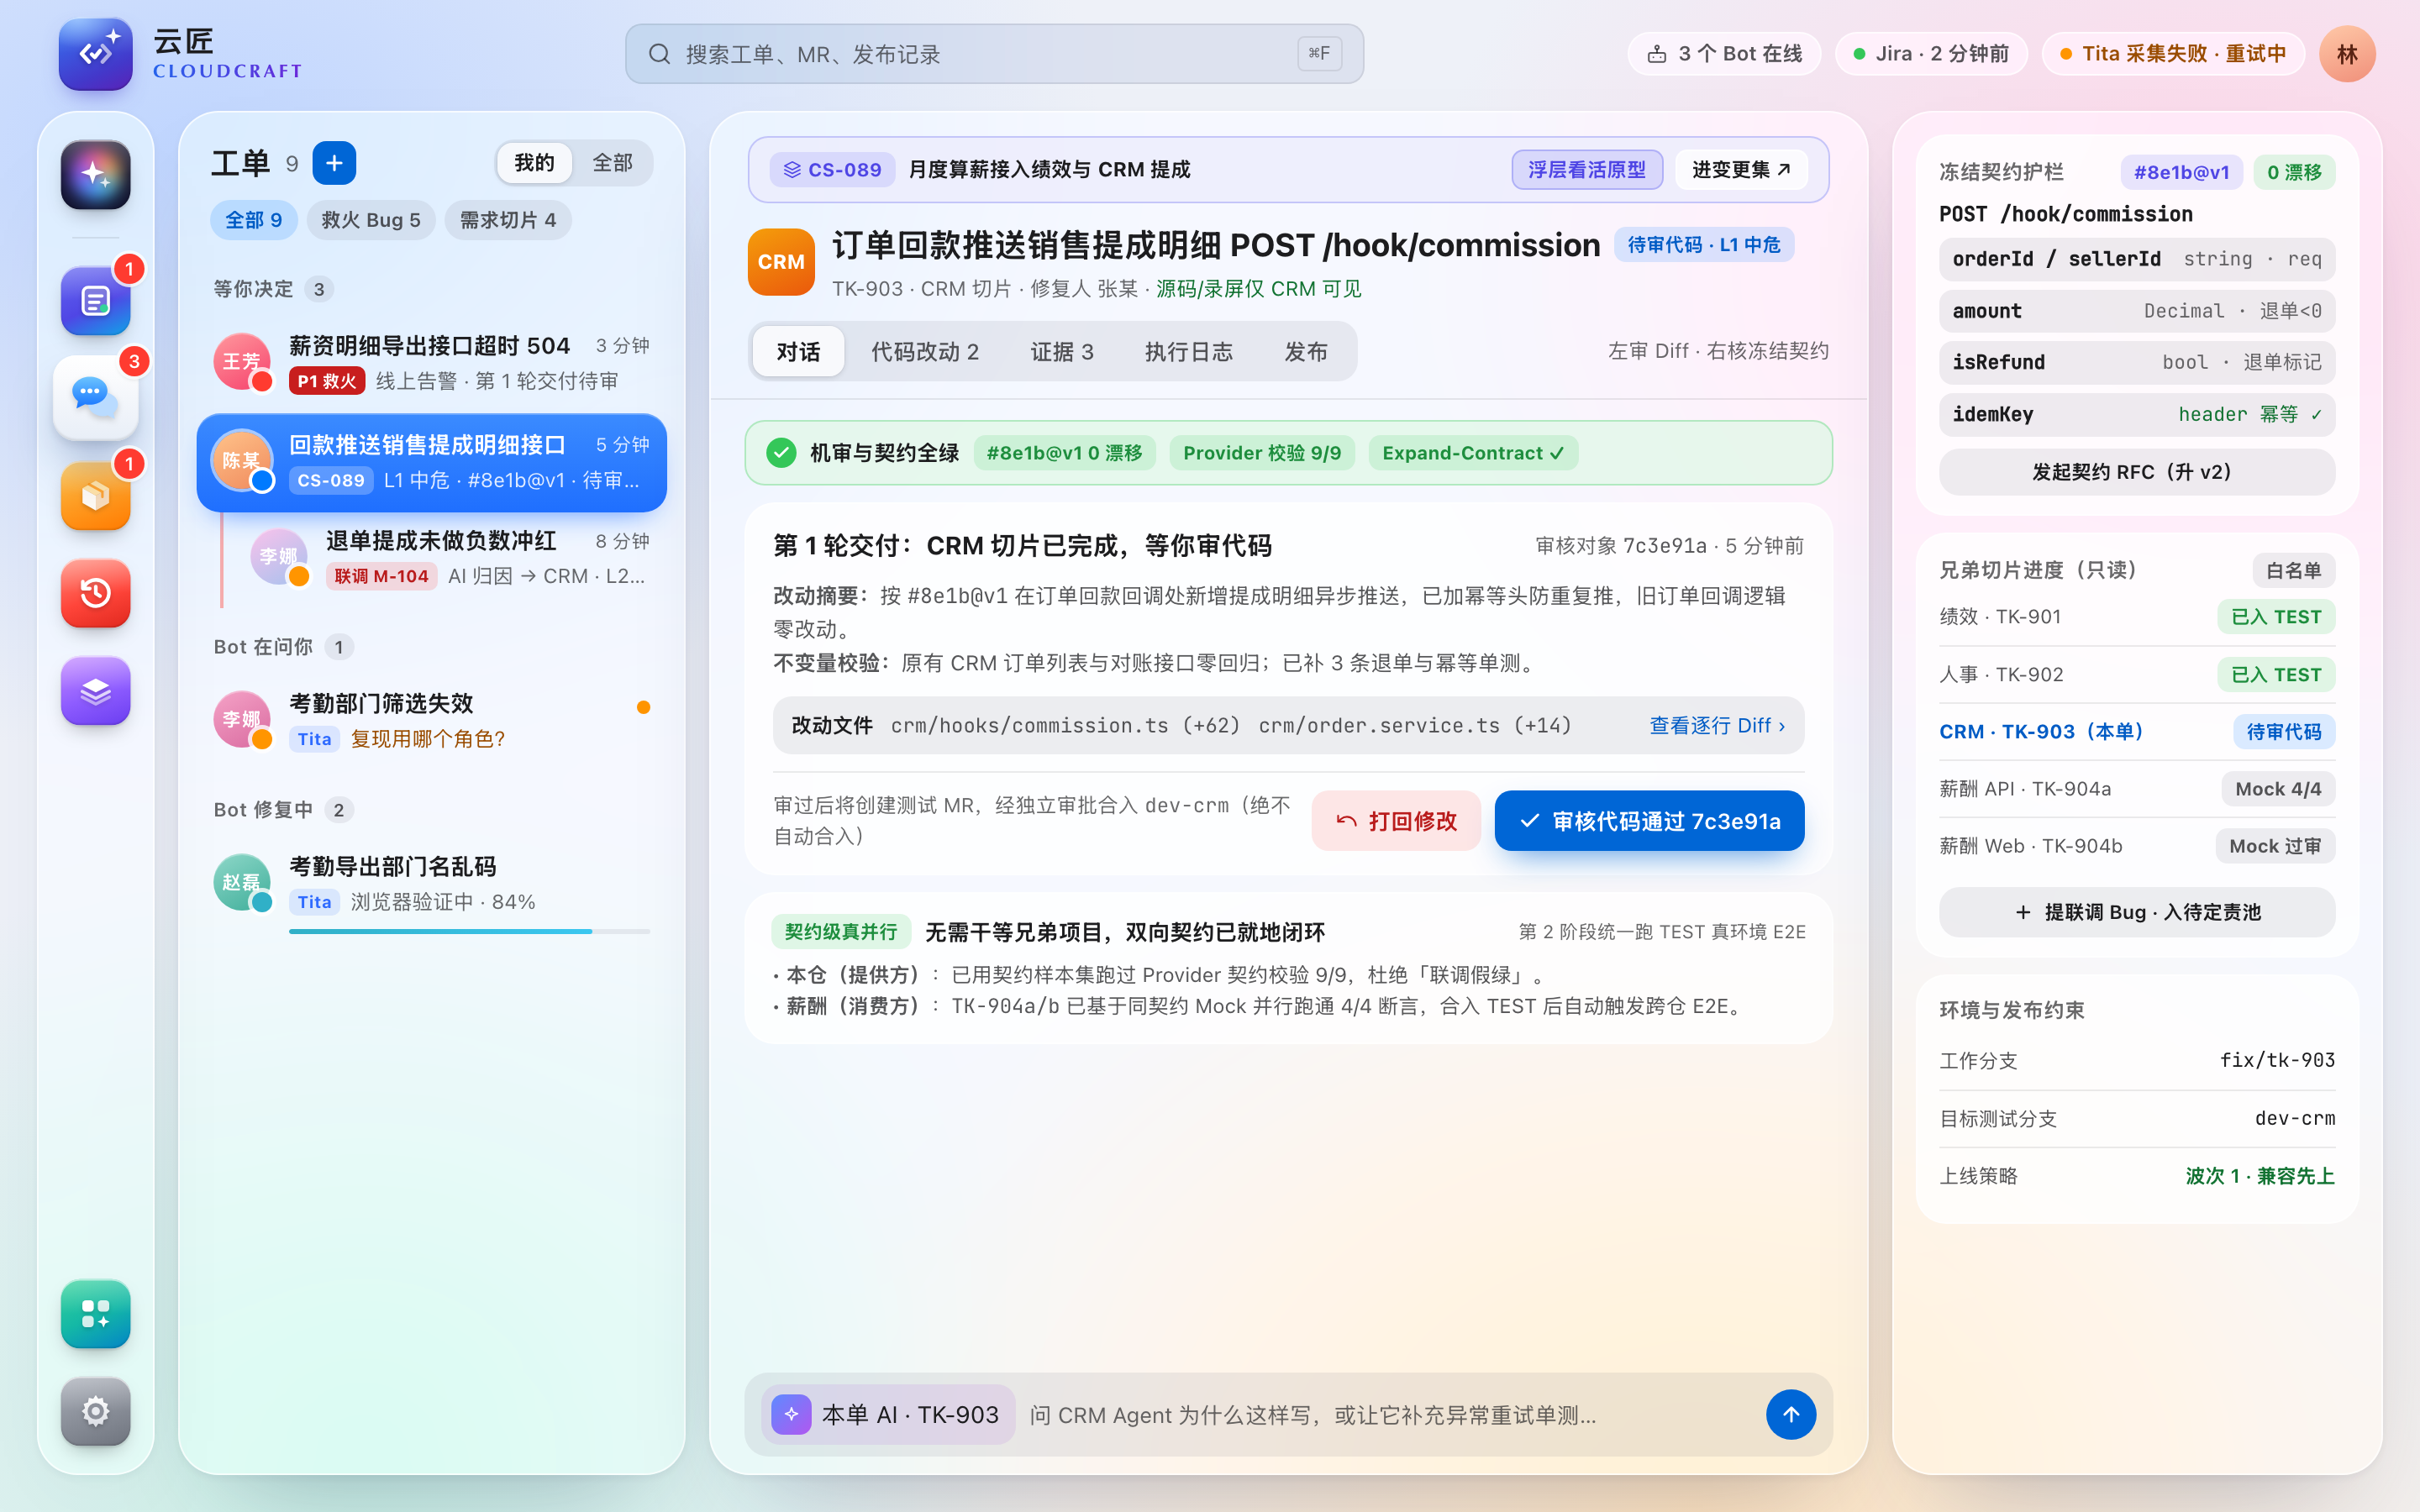 云匠
CLOUDCRAFT
搜索工单、MR、发布记录
⌘F
3 个 Bot 在线
Jira · 2 分钟前
Tita 采集失败 · 重试中
林
1
3
1
工单 9
我的
全部
全部 9
救火 Bug 5
需求切片 4
等你决定 3
王芳
薪资明细导出接口超时 504
3 分钟
P1 救火
线上告警 · 第 1 轮交付待审
陈某
回款推送销售提成明细接口
5 分钟
CS-089
L1 中危 · #8e1b@v1 · 待审...
李娜
退单提成未做负数冲红
8 分钟
联调 M-104
AI 归因 → CRM · L2...
Bot 在问你 1
李娜
考勤部门筛选失效
Tita
复现用哪个角色?
Bot 修复中 2
赵磊
考勤导出部门名乱码
Tita
浏览器验证中 · 84%
CS-089
月度算薪接入绩效与 CRM 提成
浮层看活原型
进变更集 ↗
CRM
订单回款推送销售提成明细 POST /hook/commission
待审代码 · L1 中危
TK-903 · CRM 切片 · 修复人 张某 · 源码/录屏仅 CRM 可见
对话
代码改动 2
证据 3
执行日志
发布
左审 Diff · 右核冻结契约
机审与契约全绿
#8e1b@v1 0 漂移
Provider 校验 9/9
Expand-Contract ✓
第 1 轮交付：CRM 切片已完成，等你审代码
审核对象 7c3e91a · 5 分钟前
改动摘要：按 #8e1b@v1 在订单回款回调处新增提成明细异步推送，已加幂等头防重复推，旧订单回调逻辑
零改动。
不变量校验：原有 CRM 订单列表与对账接口零回归；已补 3 条退单与幂等单测。
改动文件 crm/hooks/commission.ts (+62) crm/order.service.ts (+14)
查看逐行 Diff ›
审过后将创建测试 MR，经独立审批合入 dev-crm（绝不
自动合入）
打回修改
审核代码通过 7c3e91a
契约级真并行
无需干等兄弟项目，双向契约已就地闭环
第 2 阶段统一跑 TEST 真环境 E2E
• 本仓（提供方）：已用契约样本集跑过 Provider 契约校验 9/9，杜绝「联调假绿」。
• 薪酬（消费方）：TK-904a/b 已基于同契约 Mock 并行跑通 4/4 断言，合入 TEST 后自动触发跨仓 E2E。
本单 AI · TK-903
问 CRM Agent 为什么这样写，或让它补充异常重试单测...
冻结契约护栏
#8e1b@v1
0 漂移
POST /hook/commission
orderId / sellerId
string · req
amount
Decimal · 退单<0
isRefund
bool · 退单标记
idemKey
header 幂等 ✓
发起契约 RFC（升 v2）
兄弟切片进度（只读）
白名单
绩效 · TK-901
已入 TEST
人事 · TK-902
已入 TEST
CRM · TK-903（本单）
待审代码
薪酬 API · TK-904a
Mock 4/4
薪酬 Web · TK-904b
Mock 过审
+ 提联调 Bug · 入待定责池
环境与发布约束
工作分支
fix/tk-903
目标测试分支
dev-crm
上线策略
波次 1 · 兼容先上